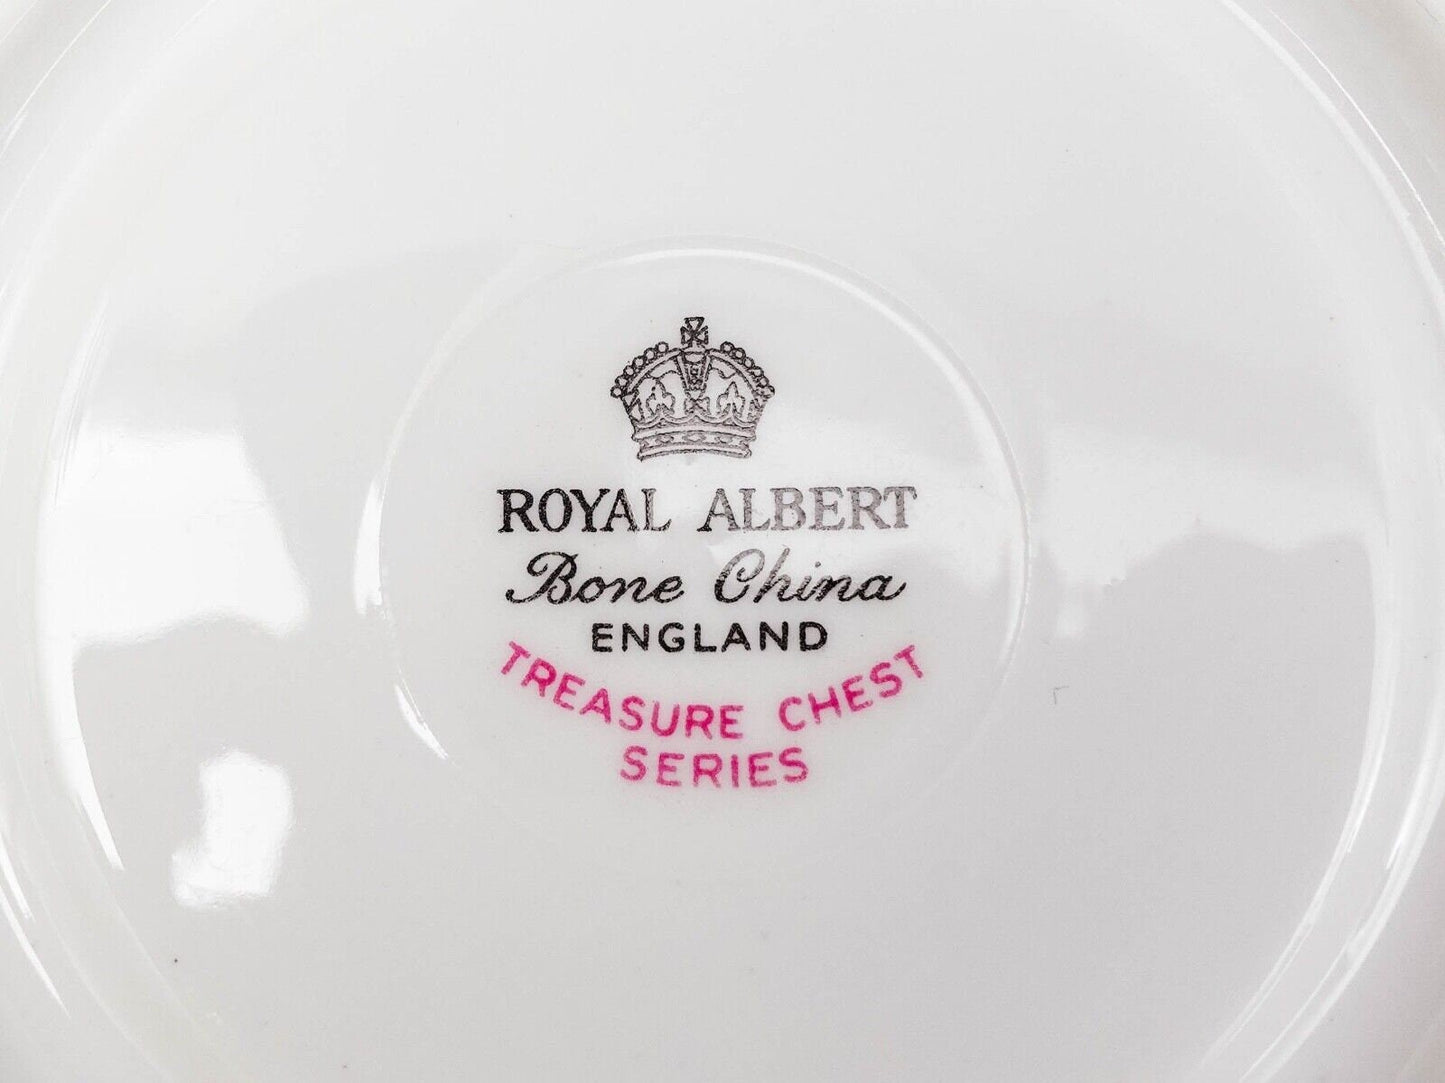 ROYAL ALBERT
Bone China
ENGLAND
TREASURE CHEST
SERIES